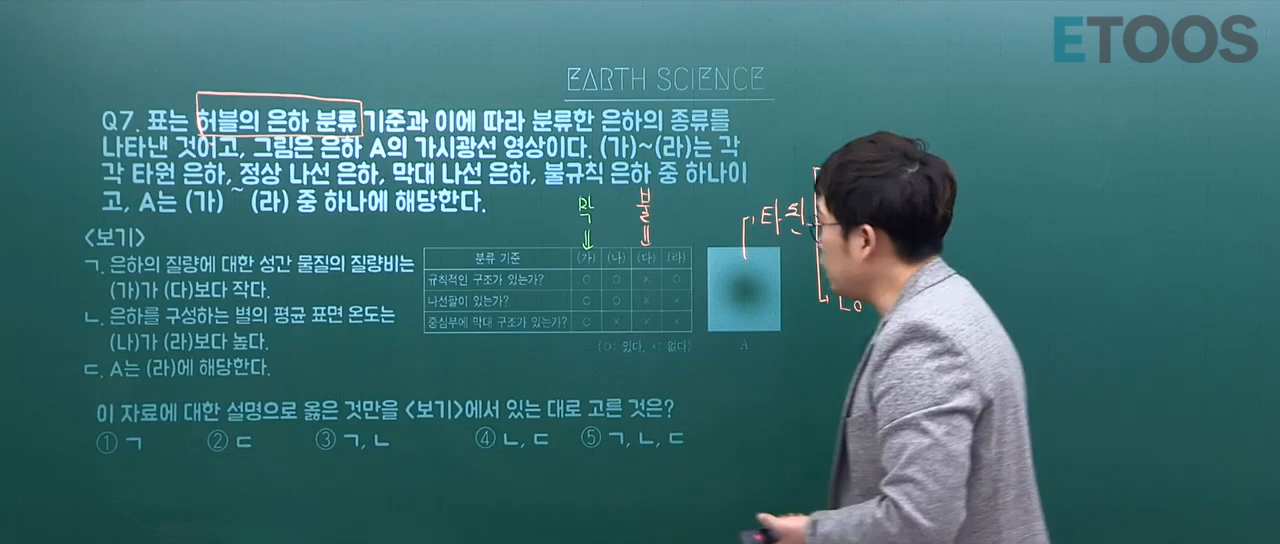 ETOOS
EARTH SCIENCE
Q7. 표는 허블의 은하 분류 기준과 이에 따라 분류한 은하의 종류를
나타낸 것이고, 그림은 은하 A의 가시광선 영상이다. (가)~(라)는 각
각 타원 은하, 정상 나선 은하, 막대 나선 은하, 불규칙 은하 중 하나이
고, A는 (가) ~ (라) 중 하나에 해당한다.
막 불
타원
<보기>
ㄱ. 은하의 질량에 대한 성간 물질의 질량비는
(가)가 (다)보다 작다.
ㄴ. 은하를 구성하는 별의 평균 표면 온도는
(나)가 (라)보다 높다.
ㄷ. A는 (라)에 해당한다.
분류 기준 (가) (나) (다) (라)
규칙적인 구조가 있는가? ○ ○ × ○
나선팔이 있는가? ○ ○ × ×
중심부에 막대 구조가 있는가? ○ × × ×
(○: 있다, ×: 없다)
A
이 자료에 대한 설명으로 옳은 것만을 <보기>에서 있는 대로 고른 것은?
① ㄱ ② ㄷ ③ ㄱ, ㄴ ④ ㄴ, ㄷ ⑤ ㄱ, ㄴ, ㄷ